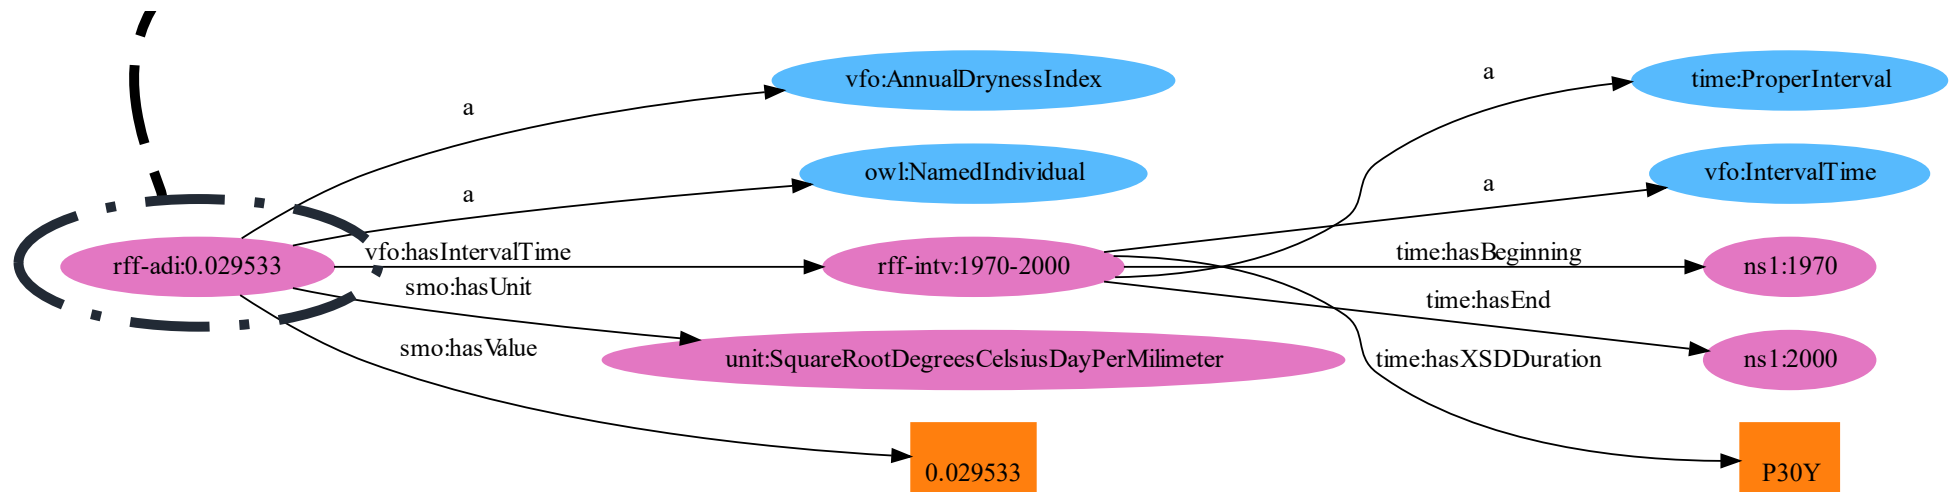 a
vfo:AnnualDrynessIndex
a
time:ProperInterval
a
owl:NamedIndividual
a
vfo:IntervalTime
rff-adi:0.029533
vfo:hasIntervalTime
rff-intv:1970-2000
time:hasBeginning
ns1:1970
smo:hasUnit
time:hasEnd
smo:hasValue
unit:SquareRootDegreesCelsiusDayPerMilimeter
time:hasXSDDuration
ns1:2000
0.029533
P30Y